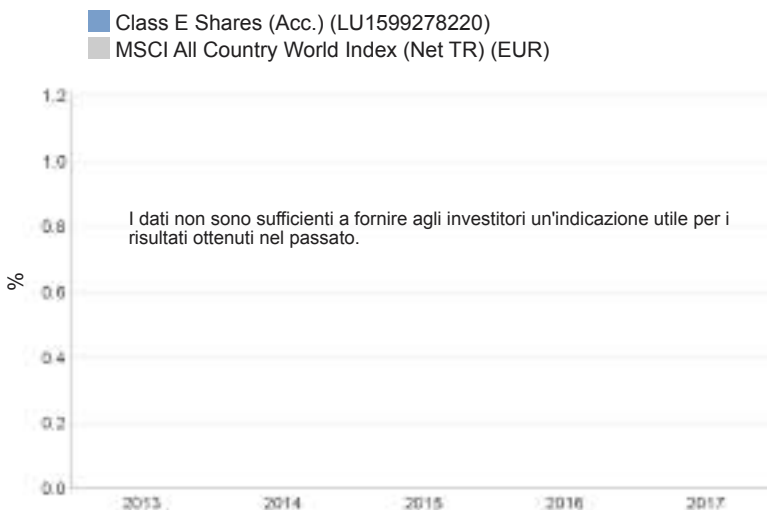 Class E Shares (Acc.) (LU1599278220)
MSCI All Country World Index (Net TR) (EUR)
1.2
1.0
I dati non sono sufficienti a fornire agli investitori un'indicazione utile per i
0.8
risultati ottenuti nel passato.
%
0.6
0.4
0.2
0.0
2013 2014 2015 2016 2017